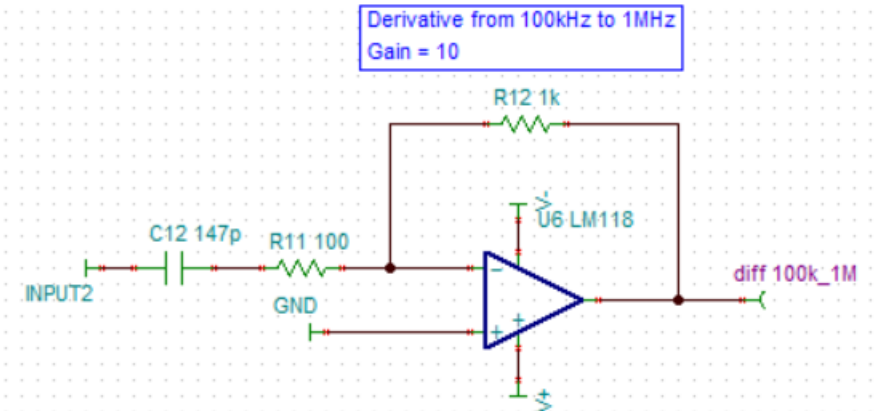 Derivative from 100kHz to 1MHz
Gain = 10
R12 1k
V-
U6 LM118
C12 147p
R11 100
INPUT2
GND
diff 100k_1M
V+